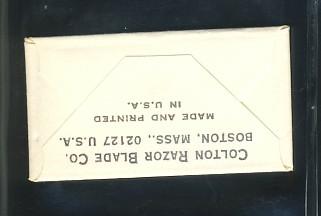 COLTON RAZOR BLADE CO.
BOSTON, MASS., 02127 U.S.A.
MADE AND PRINTED
IN U.S.A.